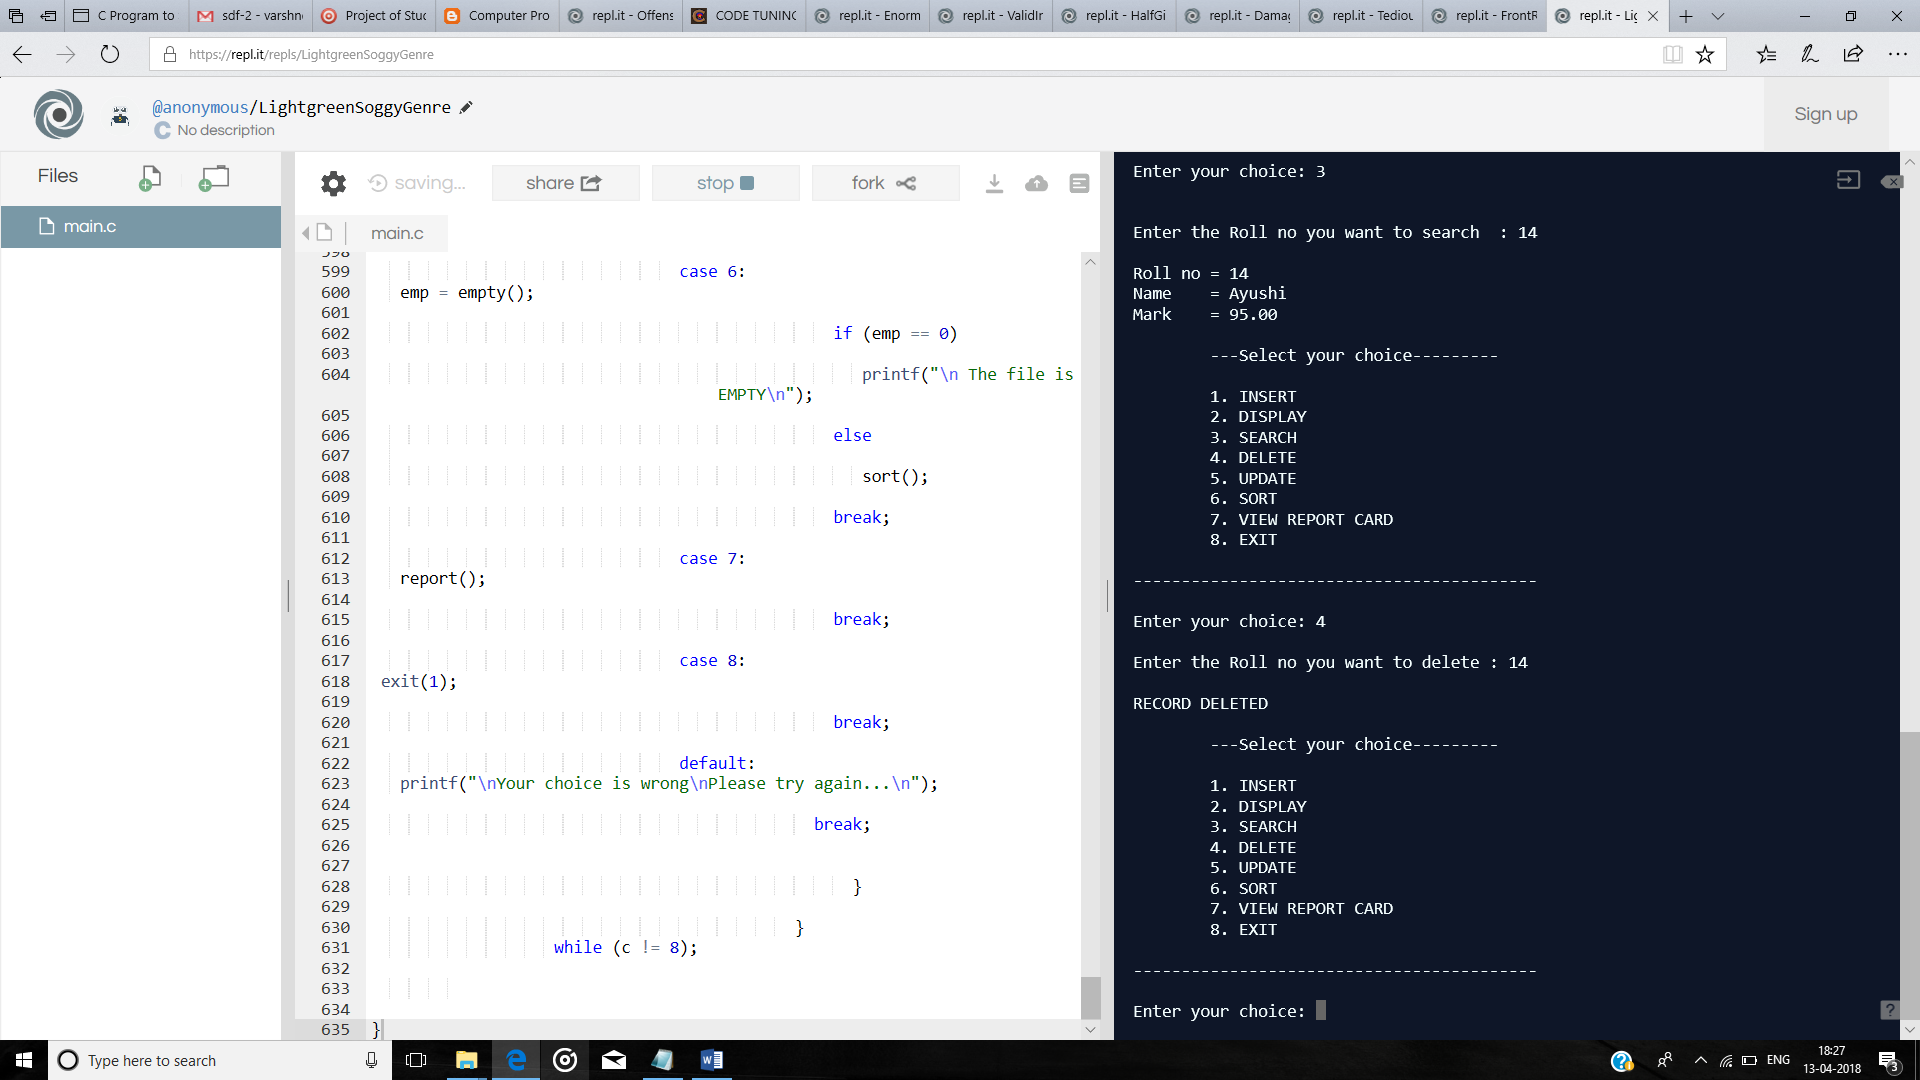 C Program to
sdf-2 - varshn
Project of Stuc
Computer Pro
repl.it - Offens
CODE TUNING
repl.it - Enorm
repl.it - ValidIr
repl.it - HalfGi
repl.it - Damag
repl.it - Tediou
repl.it - FrontR
repl.it - Lig
https://repl.it/repls/LightgreenSoggyGenre
@anonymous/LightgreenSoggyGenre
No description
Sign up
Files
main.c
saving...
share
stop
fork
main.c
598
599 case 6:
600 emp = empty();
601
602 if (emp == 0)
603
604 printf("\n The file is
EMPTY\n");
605
606 else
607
608 sort();
609
610 break;
611
612 case 7:
613 report();
614
615 break;
616
617 case 8:
618 exit(1);
619
620 break;
621
622 default:
623 printf("\nYour choice is wrong\nPlease try again...\n");
624
625 break;
626
627
628 }
629
630 }
631 while (c != 8);
632
633
634
635 }
Enter your choice: 3
Enter the Roll no you want to search  : 14
Roll no = 14
Name    = Ayushi
Mark    = 95.00
---Select your choice---------
1. INSERT
2. DISPLAY
3. SEARCH
4. DELETE
5. UPDATE
6. SORT
7. VIEW REPORT CARD
8. EXIT
------------------------------------------
Enter your choice: 4
Enter the Roll no you want to delete : 14
RECORD DELETED
---Select your choice---------
1. INSERT
2. DISPLAY
3. SEARCH
4. DELETE
5. UPDATE
6. SORT
7. VIEW REPORT CARD
8. EXIT
------------------------------------------
Enter your choice:
?
Type here to search
ENG
18:27
13-04-2018
3